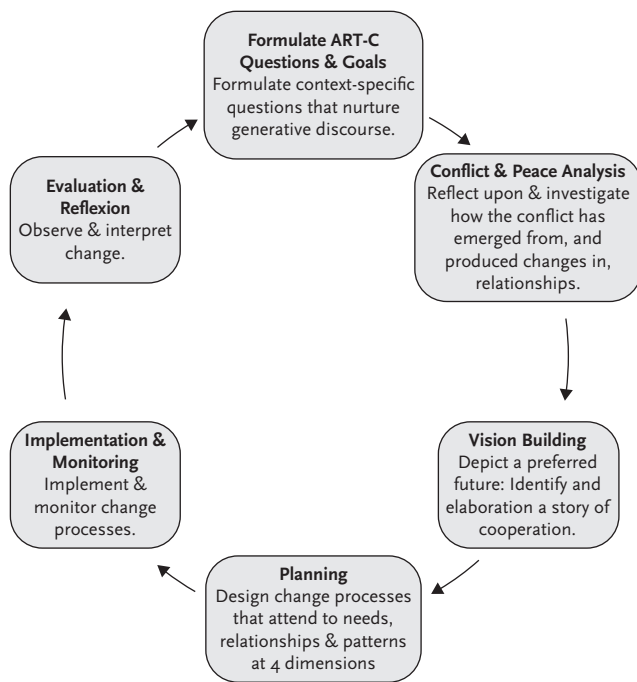 Formulate ART-C
Questions & Goals
Formulate context-specific
questions that nurture
generative discourse.
Conflict & Peace Analysis
Reflect upon & investigate
how the conflict has
emerged from, and
produced changes in,
relationships.
Vision Building
Depict a preferred
future: Identify and
elaboration a story of
cooperation.
Planning
Design change processes
that attend to needs,
relationships & patterns
at 4 dimensions
Implementation &
Monitoring
Implement &
monitor change
processes.
Evaluation &
Reflexion
Observe & interpret
change.